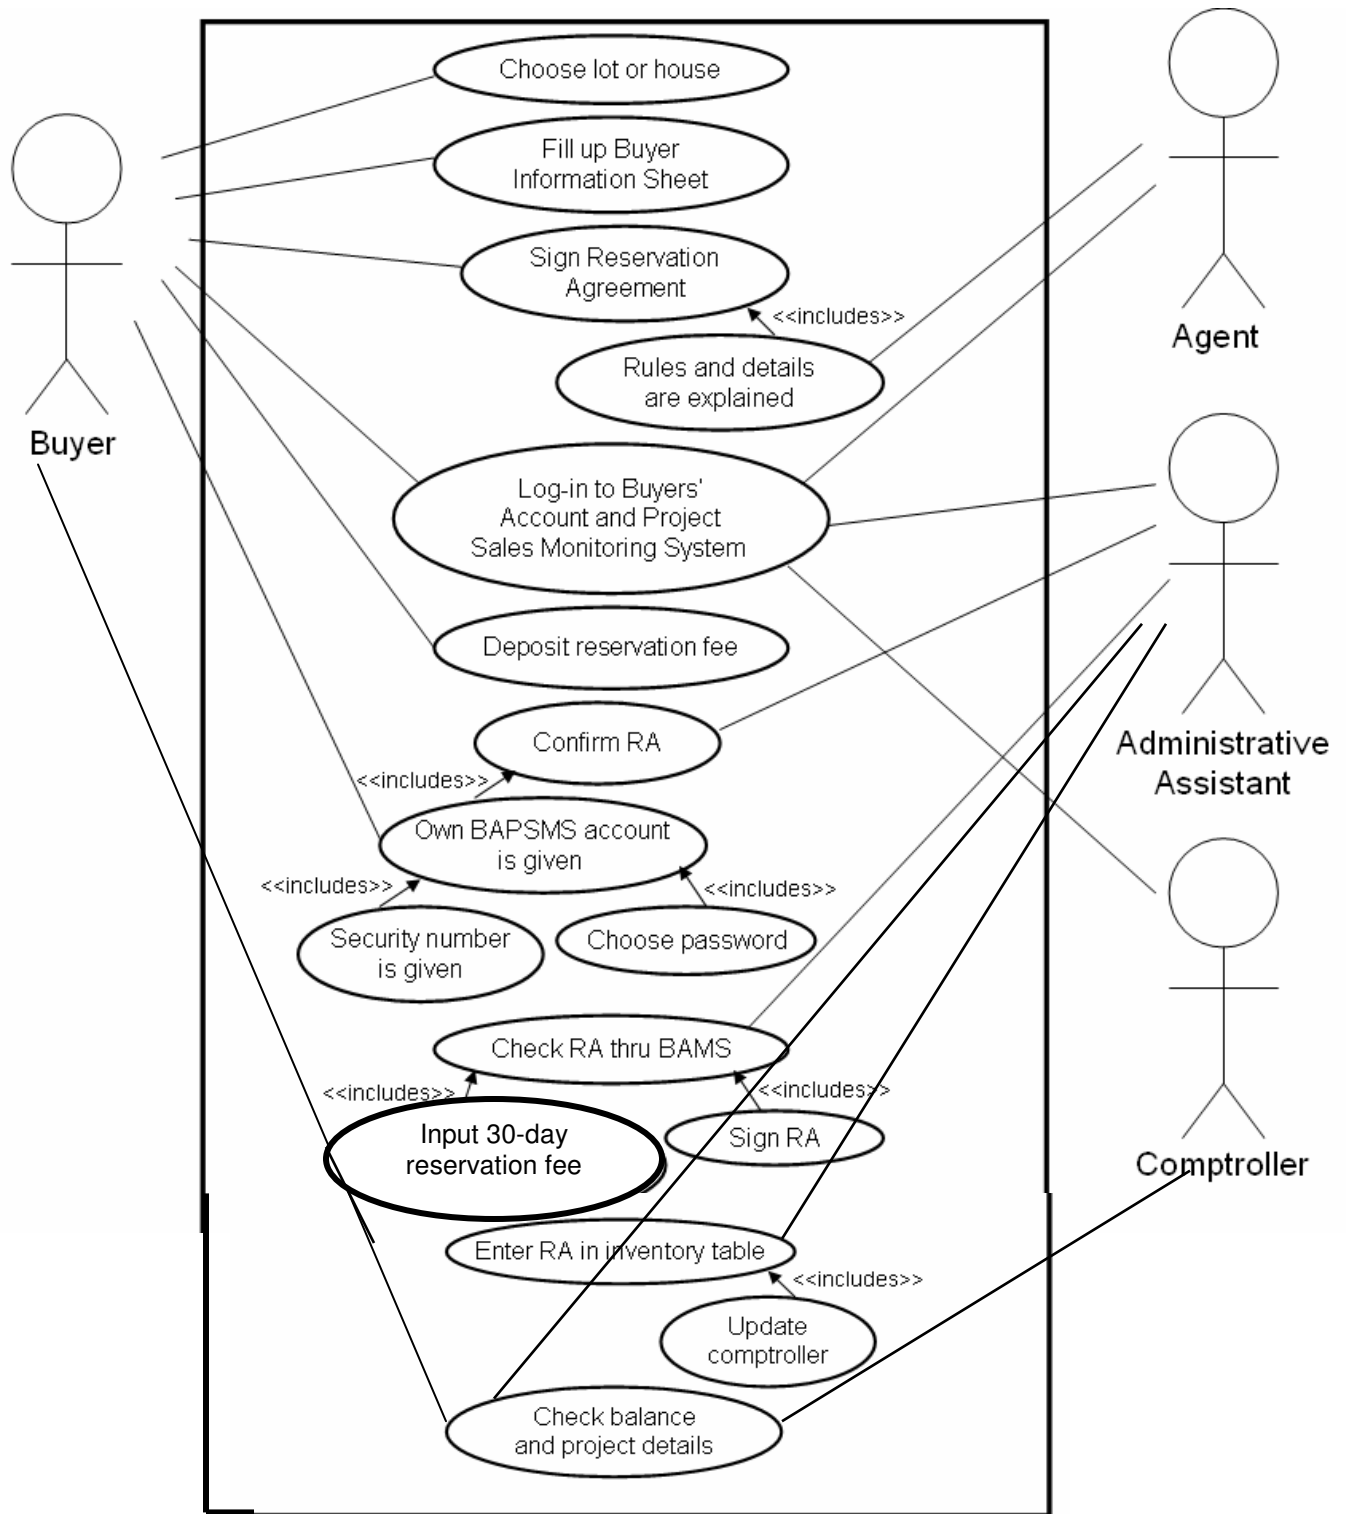 Choose lot or house
Fill up Buyer
Information Sheet
Sign Reservation
Agreement
<<includes>>
Agent
Rules and details
are explained
Buyer
Log-in to Buyers'
Account and Project
Sales Monitoring System
Deposit reservation fee
Confirm RA
Administrative
Assistant
<<includes>>
Own BAPSMS account
is given
<<includes>>
<<includes>>
Security number
is given
Choose password
Check RA thru BAMS
<<includes>>
<<includes>>
Input 30-day
reservation fee
Sign RA
Comptroller
Enter RA in inventory table
<<includes>>
Update
comptroller
Check balance
and project details